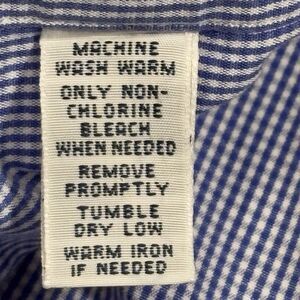 MACHINE
WASH WARM
ONLY NON-
CHLORINE
BLEACH
WHEN NEEDED
REMOVE
PROMPTLY
TUMBLE
DRY LOW
WARM IRON
IF NEEDED